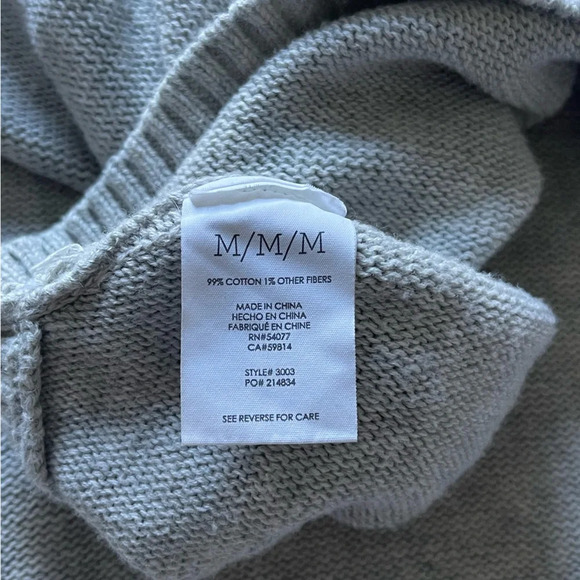 M/M/M
99% COTTON 1% OTHER FIBERS
MADE IN CHINA
HECHO EN CHINA
FABRIQUÉ EN CHINE
RN#54077
CA#59814
STYLE# 3003
PO# 214834
SEE REVERSE FOR CARE